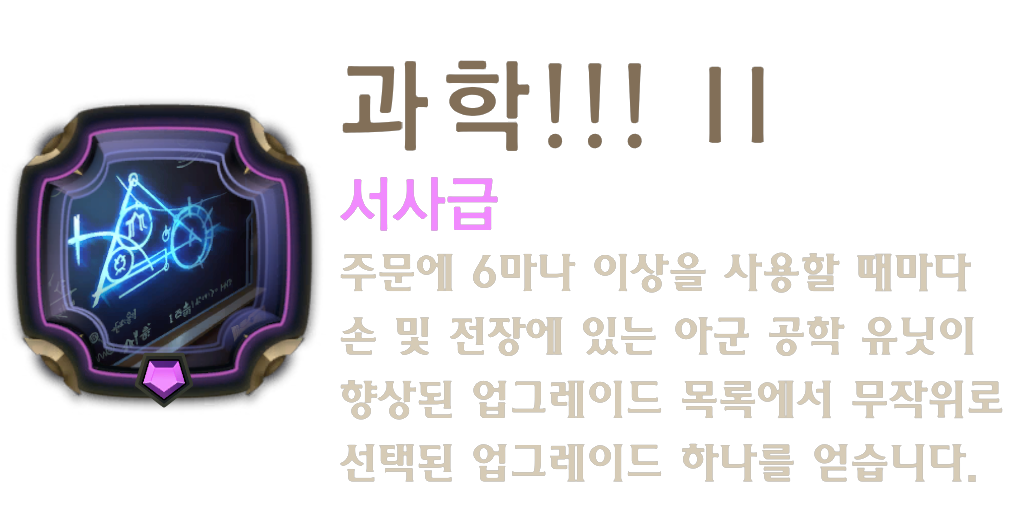 과학!!! II
서사급
주문에 6마나 이상을 사용할 때마다
손 및 전장에 있는 아군 공학 유닛이
향상된 업그레이드 목록에서 무작위로
선택된 업그레이드 하나를 얻습니다.